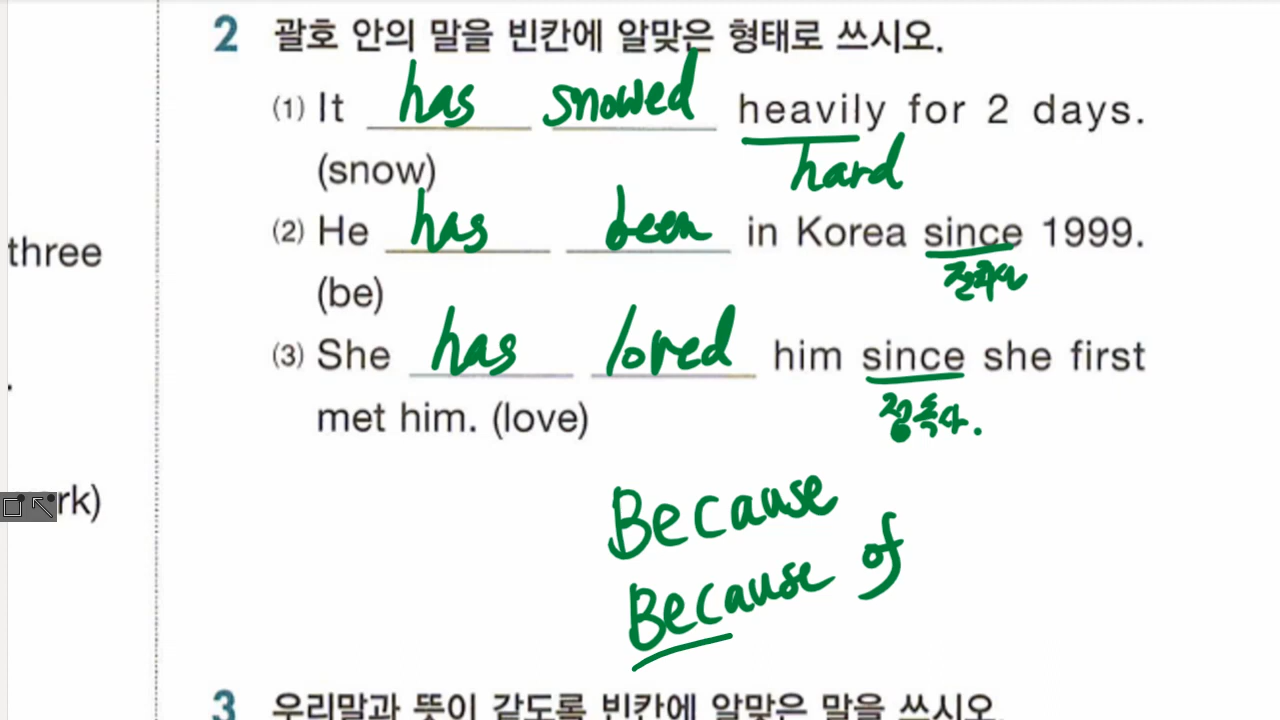 2 괄호 안의 말을 빈칸에 알맞은 형태로 쓰시오.
(1) It has snowed heavily for 2 days.
hard
(snow)
(2) He has been in Korea since 1999.
전치사
(be)
three
(3) She has loved him since she first
met him. (love)
접속사.
rk)
Because
Because of
3 우리말과 뜻이 같도록 빈칸에 알맞은 말을 쓰시오.